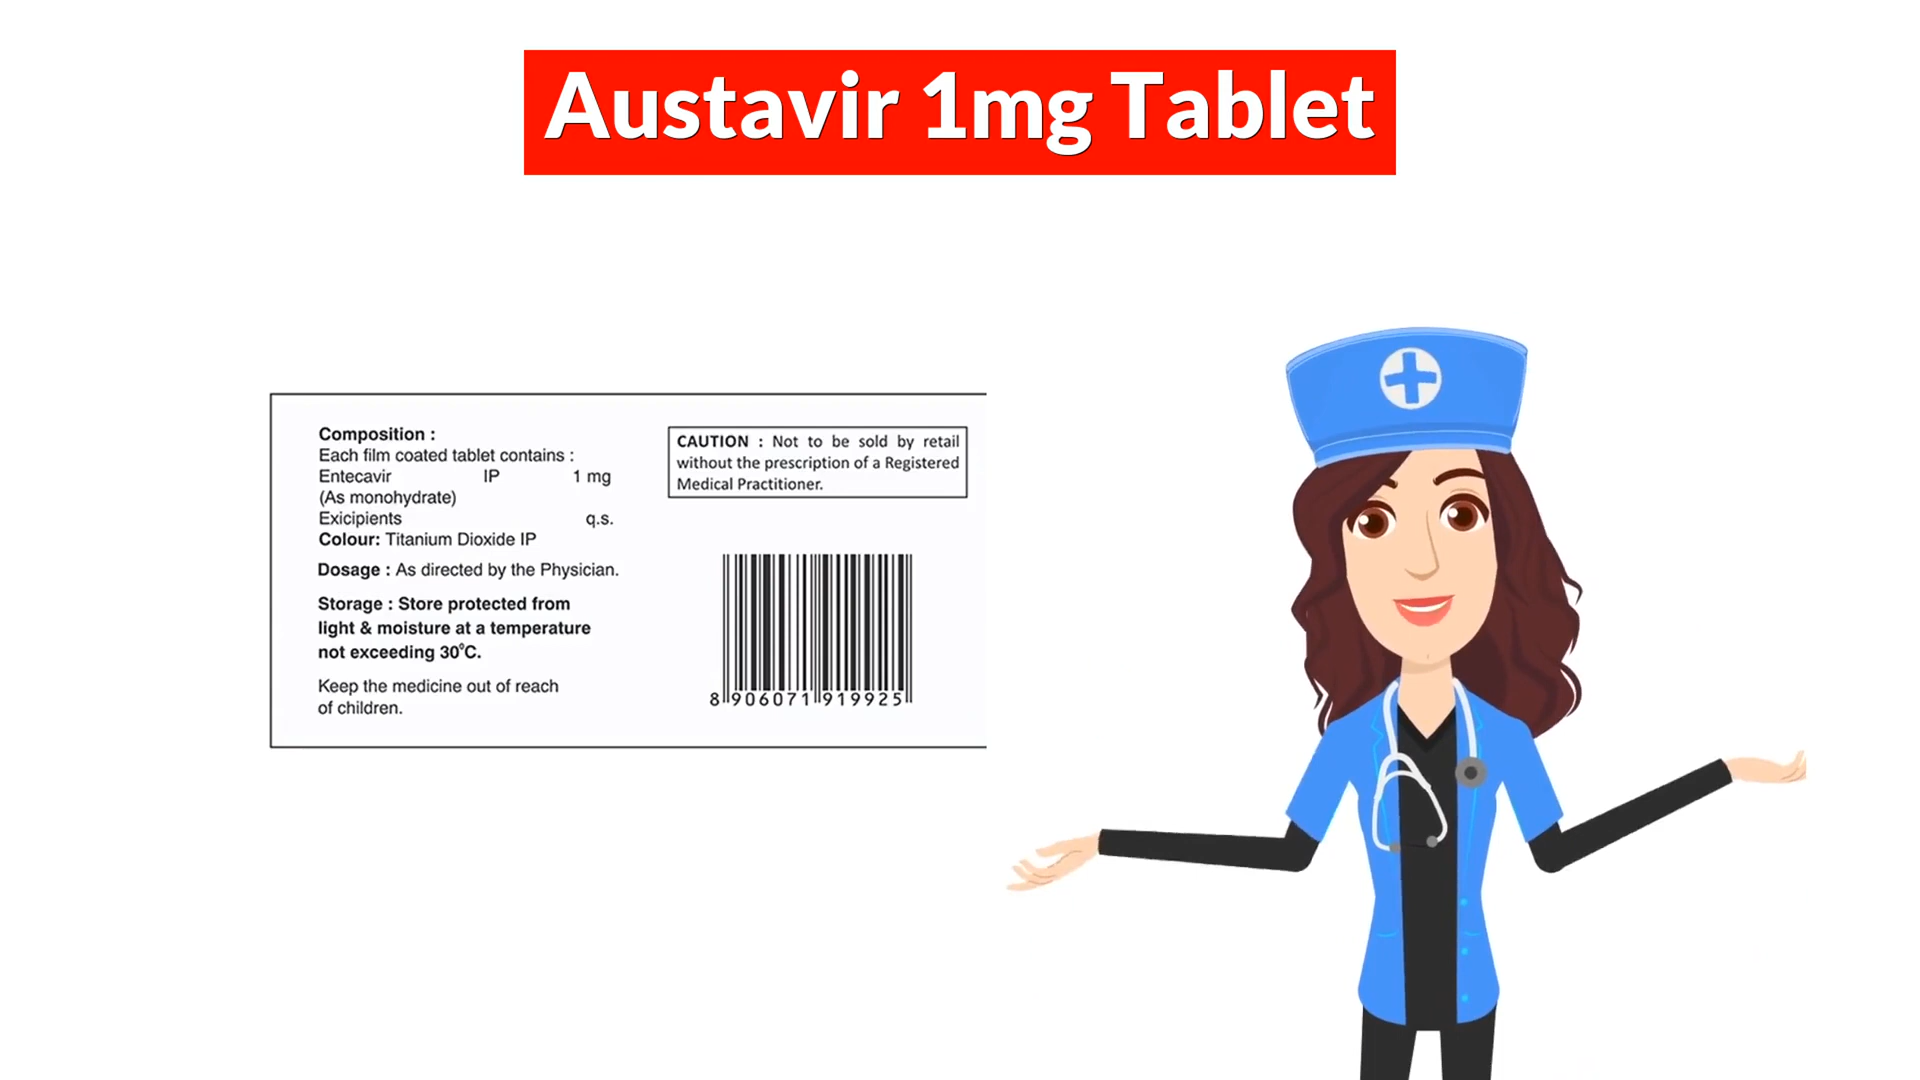 Austavir 1mg Tablet
Composition :
Each film coated tablet contains :
Entecavir IP 1 mg
(As monohydrate)
Exicipients q.s.
Colour: Titanium Dioxide IP
Dosage : As directed by the Physician.
Storage : Store protected from
light & moisture at a temperature
not exceeding 30°C.
Keep the medicine out of reach
of children.
CAUTION : Not to be sold by retail
without the prescription of a Registered
Medical Practitioner.
8 906071 919925